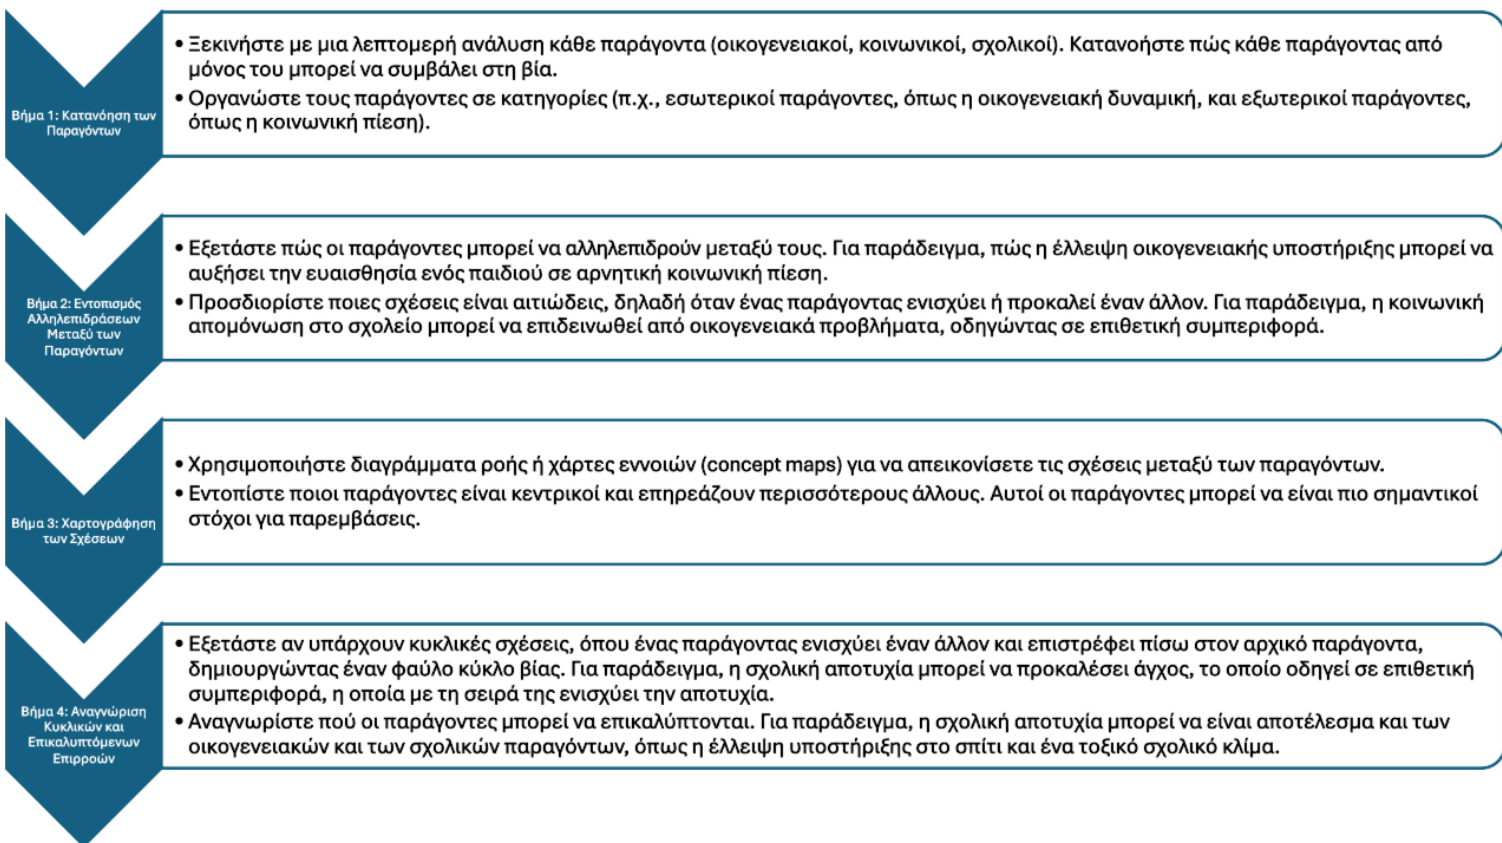 Βήμα 1: Κατανόηση των
Παραγόντων
• Ξεκινήστε με μια λεπτομερή ανάλυση κάθε παράγοντα (οικογενειακοί, κοινωνικοί, σχολικοί). Κατανοήστε πώς κάθε παράγοντας από
μόνος του μπορεί να συμβάλει στη βία.
• Οργανώστε τους παράγοντες σε κατηγορίες (π.χ., εσωτερικοί παράγοντες, όπως η οικογενειακή δυναμική, και εξωτερικοί παράγοντες,
όπως η κοινωνική πίεση).
Βήμα 2: Εντοπισμός
Αλληλεπιδράσεων
Μεταξύ των
Παραγόντων
• Εξετάστε πώς οι παράγοντες μπορεί να αλληλεπιδρούν μεταξύ τους. Για παράδειγμα, πώς η έλλειψη οικογενειακής υποστήριξης μπορεί να
αυξήσει την ευαισθησία ενός παιδιού σε αρνητική κοινωνική πίεση.
• Προσδιορίστε ποιες σχέσεις είναι αιτιώδεις, δηλαδή όταν ένας παράγοντας ενισχύει ή προκαλεί έναν άλλον. Για παράδειγμα, η κοινωνική
απομόνωση στο σχολείο μπορεί να επιδεινωθεί από οικογενειακά προβλήματα, οδηγώντας σε επιθετική συμπεριφορά.
Βήμα 3: Χαρτογράφηση
των Σχέσεων
• Χρησιμοποιήστε διαγράμματα ροής ή χάρτες εννοιών (concept maps) για να απεικονίσετε τις σχέσεις μεταξύ των παραγόντων.
• Εντοπίστε ποιοι παράγοντες είναι κεντρικοί και επηρεάζουν περισσότερους άλλους. Αυτοί οι παράγοντες μπορεί να είναι πιο σημαντικοί
στόχοι για παρεμβάσεις.
Βήμα 4: Αναγνώριση
Κυκλικών και
Επικαλυπτόμενων
Επιρροών
• Εξετάστε αν υπάρχουν κυκλικές σχέσεις, όπου ένας παράγοντας ενισχύει έναν άλλον και επιστρέφει πίσω στον αρχικό παράγοντα,
δημιουργώντας έναν φαύλο κύκλο βίας. Για παράδειγμα, η σχολική αποτυχία μπορεί να προκαλέσει άγχος, το οποίο οδηγεί σε επιθετική
συμπεριφορά, η οποία με τη σειρά της ενισχύει την αποτυχία.
• Αναγνωρίστε πού οι παράγοντες μπορεί να επικαλύπτονται. Για παράδειγμα, η σχολική αποτυχία μπορεί να είναι αποτέλεσμα και των
οικογενειακών και των σχολικών παραγόντων, όπως η έλλειψη υποστήριξης στο σπίτι και ένα τοξικό σχολικό κλίμα.